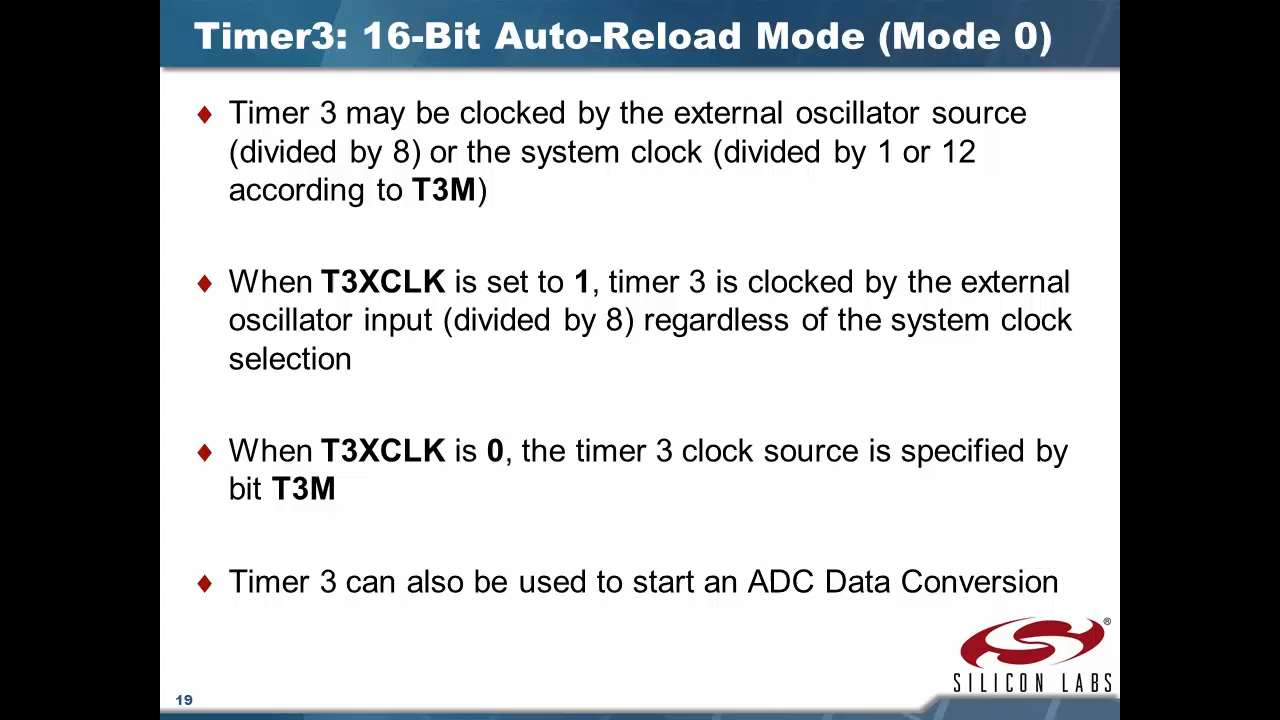 Timer3: 16-Bit Auto-Reload Mode (Mode 0)
♦ Timer 3 may be clocked by the external oscillator source
(divided by 8) or the system clock (divided by 1 or 12
according to T3M)
♦ When T3XCLK is set to 1, timer 3 is clocked by the external
oscillator input (divided by 8) regardless of the system clock
selection
♦ When T3XCLK is 0, the timer 3 clock source is specified by
bit T3M
♦ Timer 3 can also be used to start an ADC Data Conversion
®
SILICON LABS
19